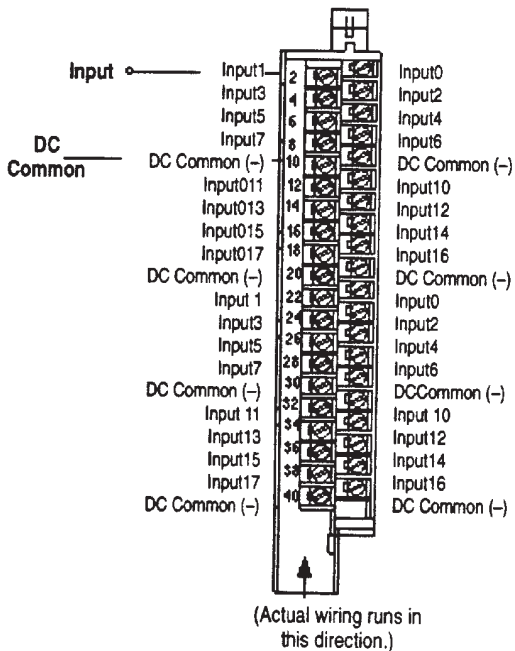 Input
Input1
2
Input0
Input3
4
Input2
Input5
6
Input4
Input7
8
Input6
DC
Common
DC Common (–)
10
DC Common (–)
Input011
12
Input10
Input013
14
Input12
Input015
16
Input14
Input017
18
Input16
DC Common (–)
20
DC Common (–)
Input 1
22
Input0
Input3
24
Input2
Input5
26
Input4
Input7
28
Input6
DC Common (–)
30
DCCommon (–)
Input 11
32
Input 10
Input13
34
Input12
Input15
36
Input14
Input17
38
Input16
DC Common (–)
40
DC Common (–)
(Actual wiring runs in
this direction.)